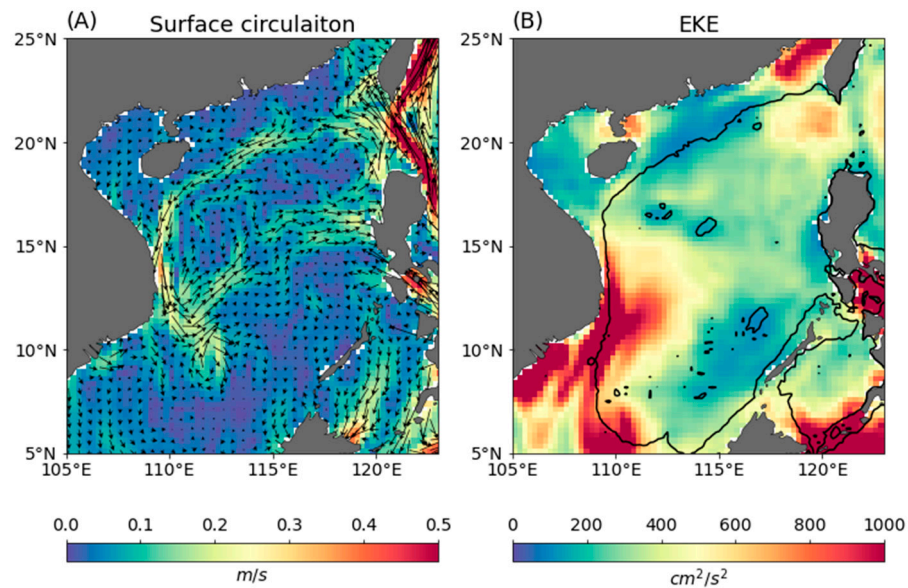 (A) Surface circulaiton
(B) EKE
25°N
20°N
15°N
10°N
5°N
105°E 110°E 115°E 120°E
25°N
20°N
15°N
10°N
5°N
105°E 110°E 115°E 120°E
0.0 0.1 0.2 0.3 0.4 0.5
m/s
0 200 400 600 800 1000
cm²/s²